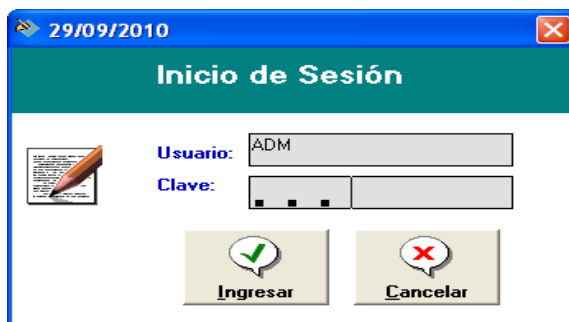 29/09/2010
Inicio de Sesión
Usuario: ADM
Clave:
Ingresar Cancelar